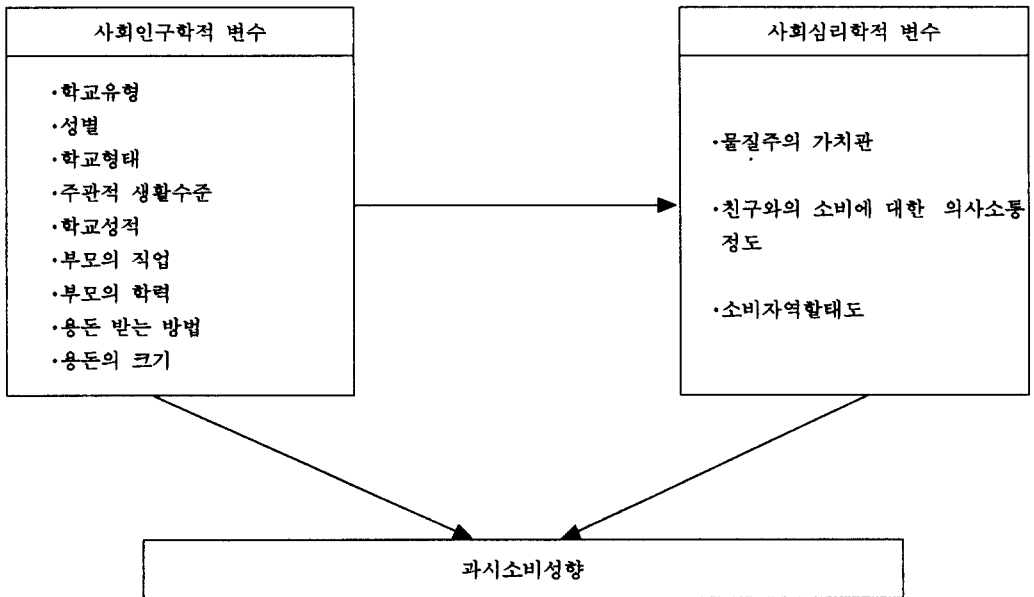 사회인구학적 변수
·학교유형
·성별
·학교형태
·주관적 생활수준
·학교성적
·부모의 직업
·부모의 학력
·용돈 받는 방법
·용돈의 크기
사회심리학적 변수
·물질주의 가치관
·친구와의 소비에 대한 의사소통
정도
·소비자역할태도
과시소비성향